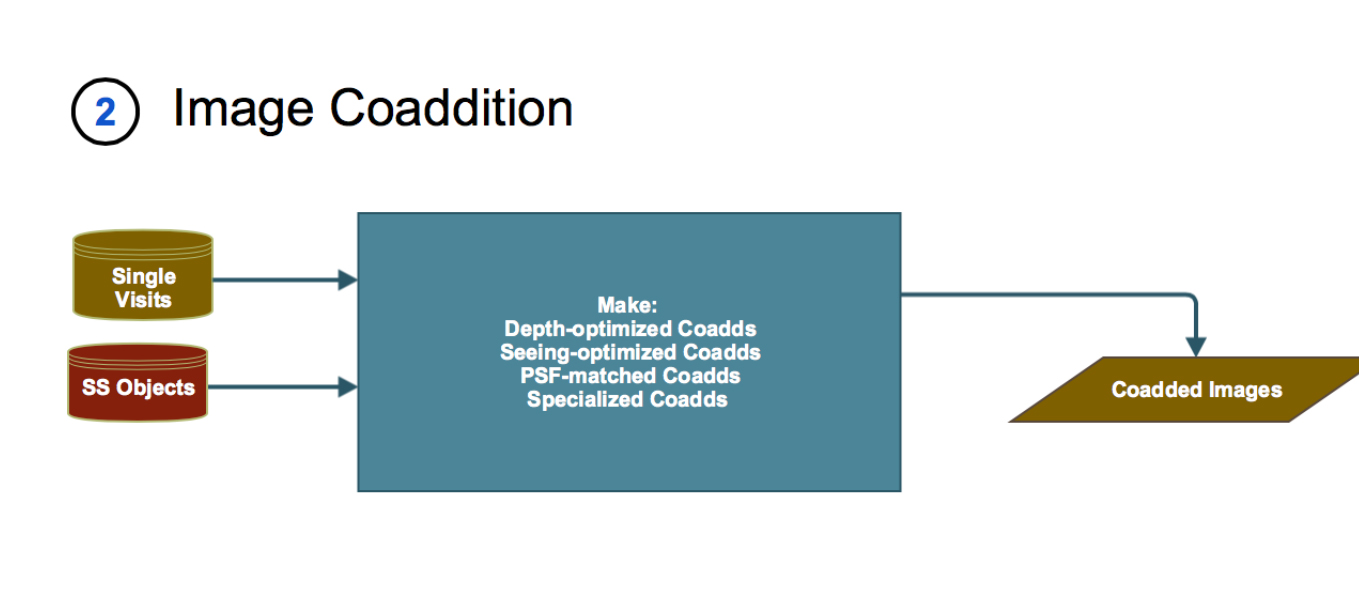 2 Image Coaddition
Single
Visits
SS Objects
Make:
Depth-optimized Coadds
Seeing-optimized Coadds
PSF-matched Coadds
Specialized Coadds
Coadded Images